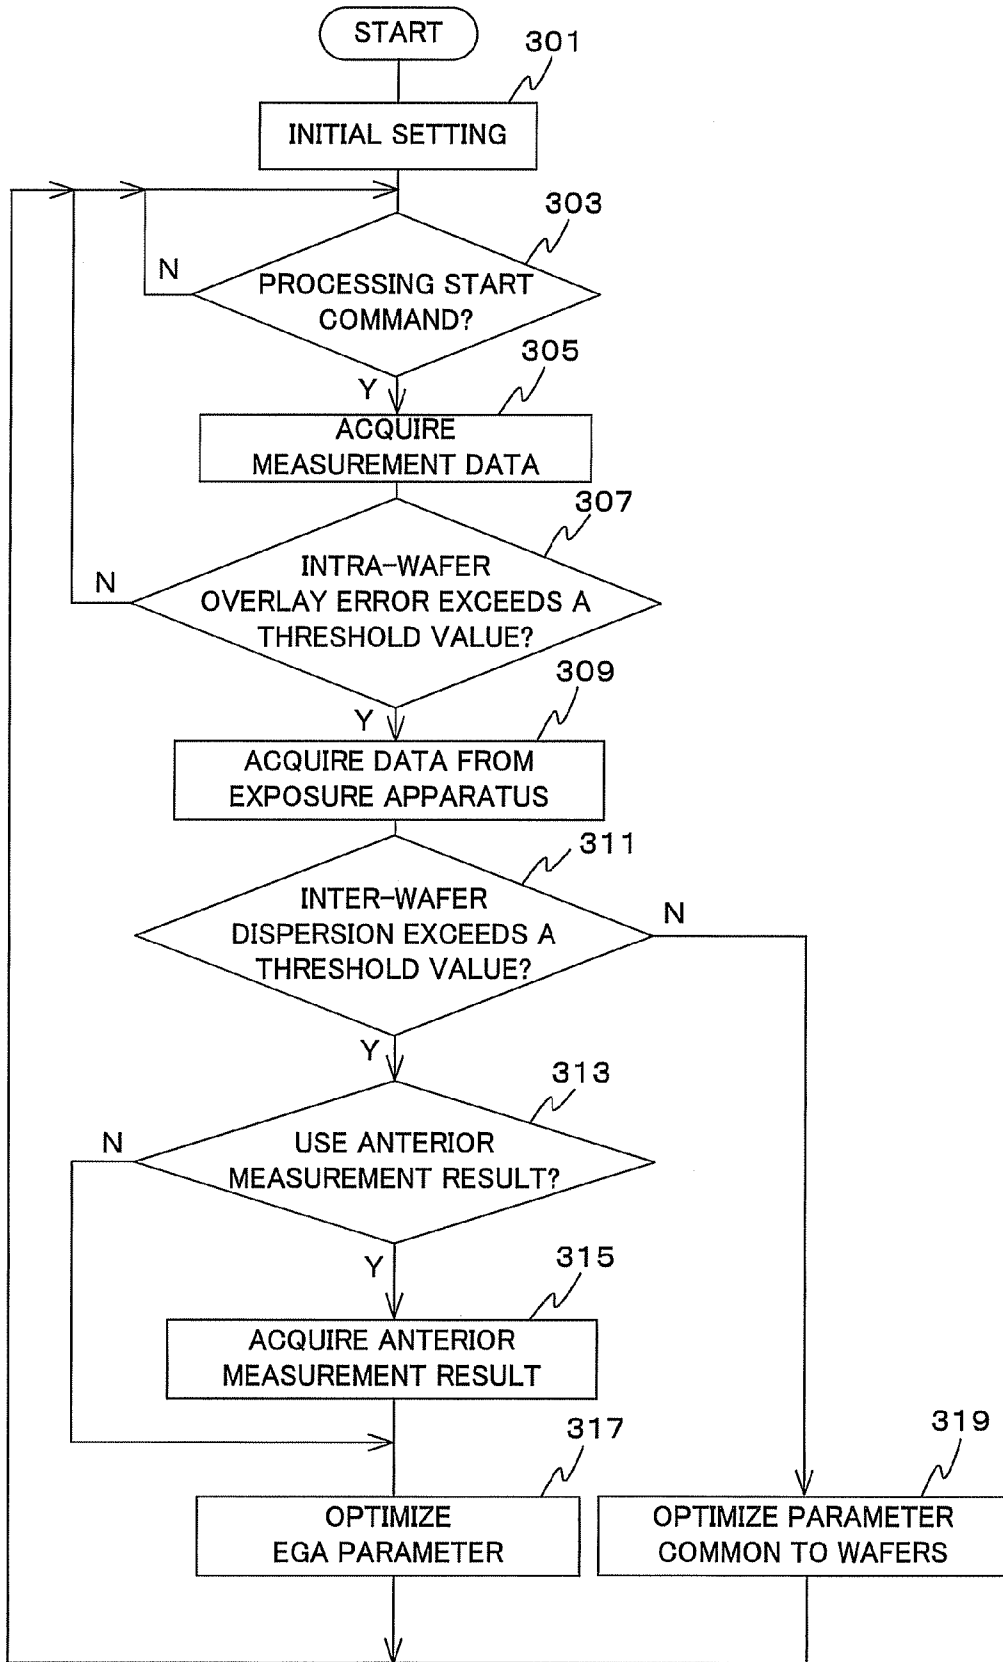 START
301
INITIAL SETTING
303
N
PROCESSING START
COMMAND?
305
Y
ACQUIRE
MEASUREMENT DATA
307
INTRA-WAFER
N
OVERLAY ERROR EXCEEDS A
THRESHOLD VALUE?
309
Y
ACQUIRE DATA FROM
EXPOSURE APPARATUS
311
INTER-WAFER
N
DISPERSION EXCEEDS A
THRESHOLD VALUE?
Y
313
N
USE ANTERIOR
MEASUREMENT RESULT?
Y
315
ACQUIRE ANTERIOR
MEASUREMENT RESULT
317
319
OPTIMIZE
EGA PARAMETER
OPTIMIZE PARAMETER
COMMON TO WAFERS